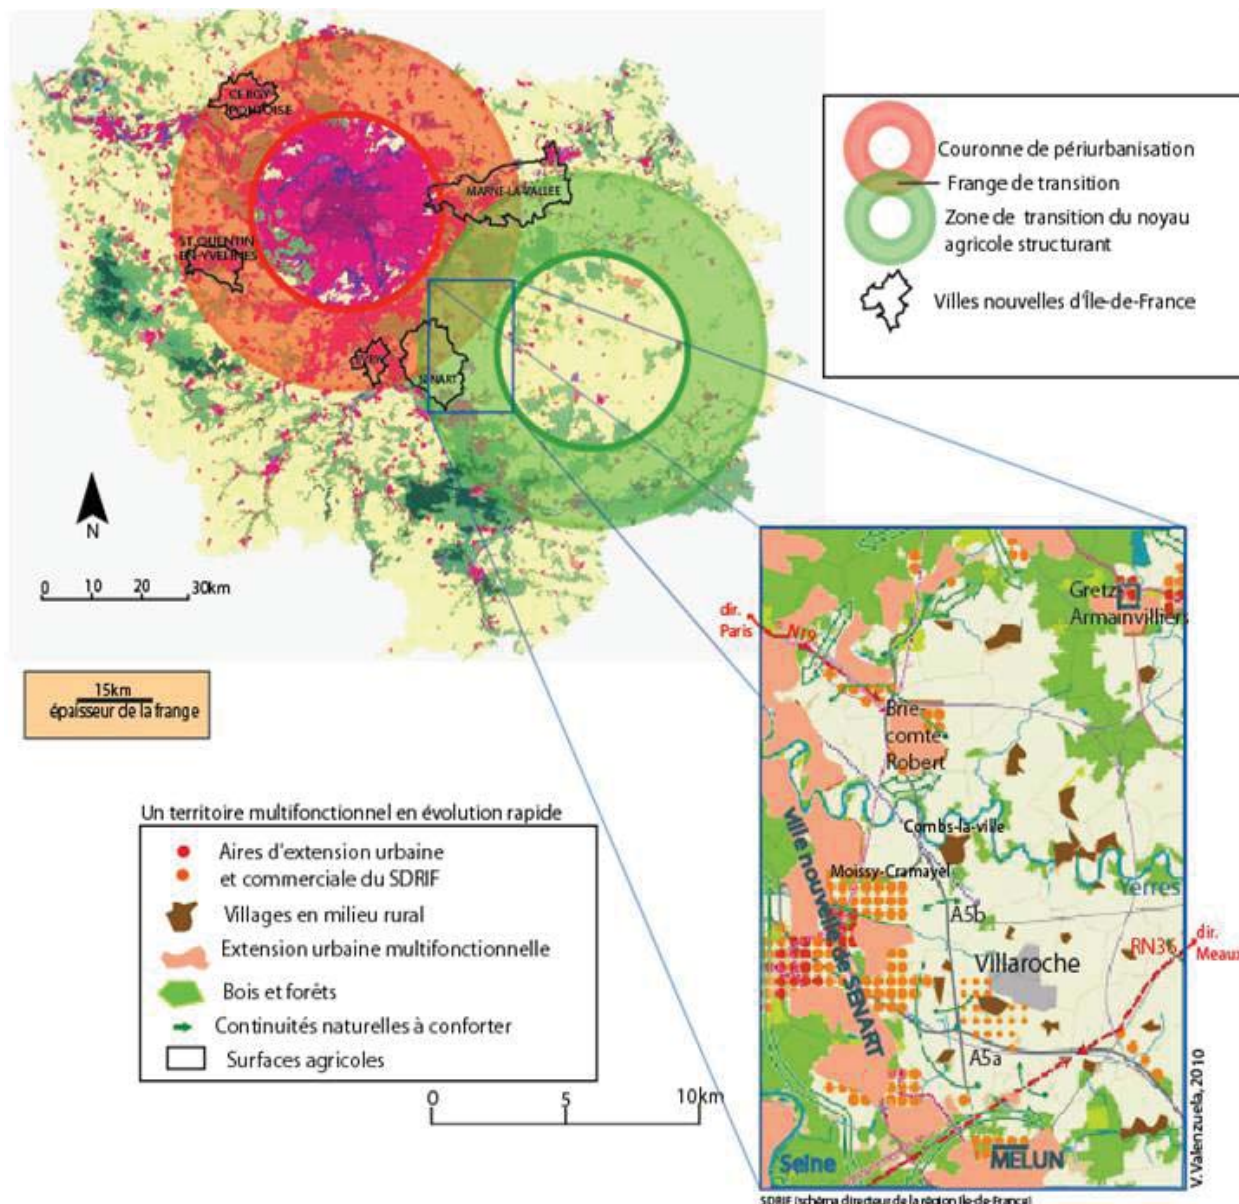 CERGY
PONTOISE
MARNE-LA-VALLEE
ST QUENTIN
EN-YVELINES
EVRY
SENART
N
0 10 20 30km
15km
épaisseur de la frange
Couronne de périurbanisation
Frange de transition
Zone de transition du noyau
agricole structurant
Villes nouvelles d'Île-de-France
Un territoire multifonctionnel en évolution rapide
Aires d'extension urbaine
et commerciale du SDRIF
Villages en milieu rural
Extension urbaine multifonctionnelle
Bois et forêts
Continuités naturelles à conforter
Surfaces agricoles
0 5 10km
dir.
Paris
N19
Gretz-
Armainvilliers
Brie-
comte-
Robert
Combs-la-ville
Moissy-Cramayel
Yerres
ville nouvelle de SENART
A5b
Villaroche
RN36
dir.
Meaux
A5a
Seine
MELUN
V. Valenzuela, 2010
SDRIF (schéma directeur de la région Ile-de-France)